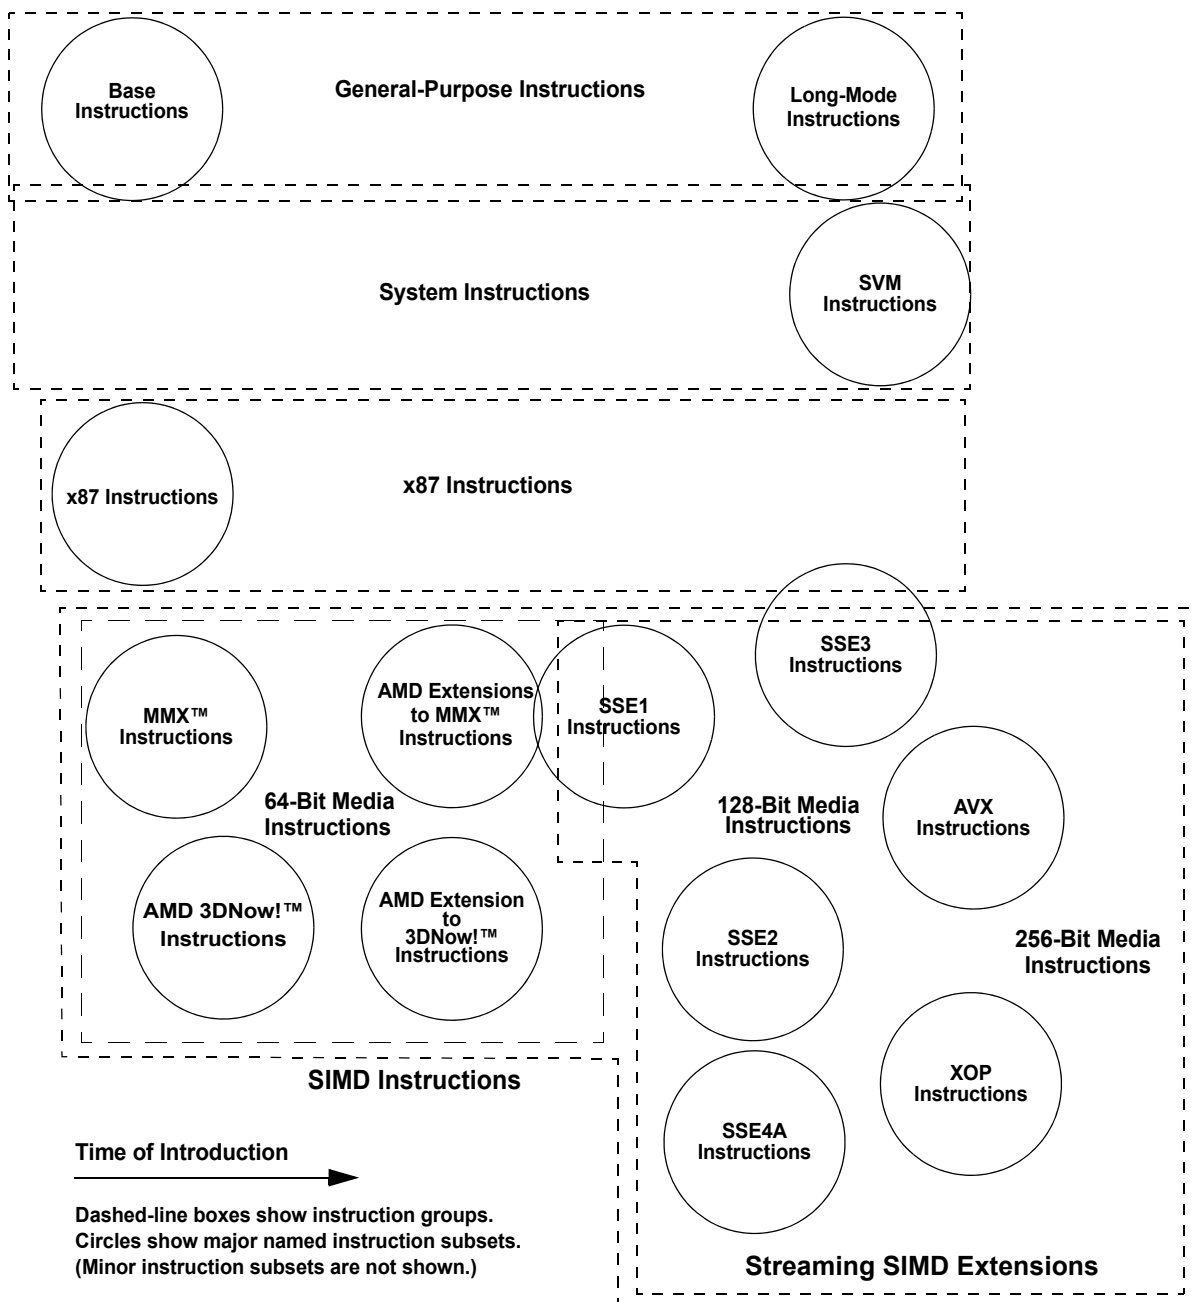 Base
Instructions
General-Purpose Instructions
Long-Mode
Instructions
System Instructions
SVM
Instructions
x87 Instructions
x87 Instructions
SSE3
Instructions
MMX™
Instructions
AMD Extensions
to MMX™
Instructions
SSE1
Instructions
64-Bit Media
Instructions
128-Bit Media
Instructions
AVX
Instructions
AMD 3DNow!™
Instructions
AMD Extension
to
3DNow!™
Instructions
SSE2
Instructions
256-Bit Media
Instructions
SIMD Instructions
XOP
Instructions
SSE4A
Instructions
Time of Introduction
Dashed-line boxes show instruction groups.
Circles show major named instruction subsets.
(Minor instruction subsets are not shown.)
Streaming SIMD Extensions